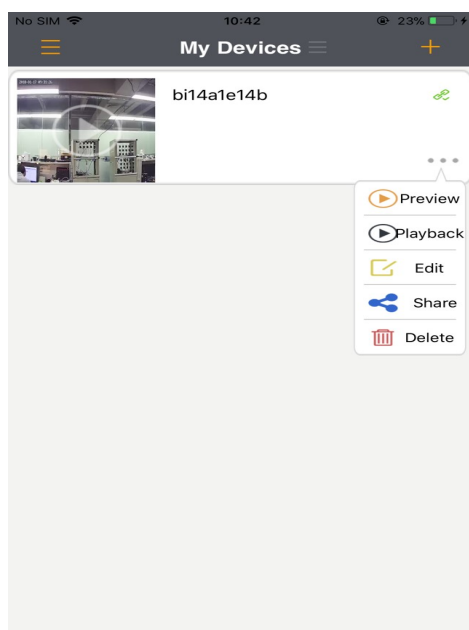 No SIM 10:42 23%
My Devices
bi14a1e14b
Preview
Playback
Edit
Share
Delete